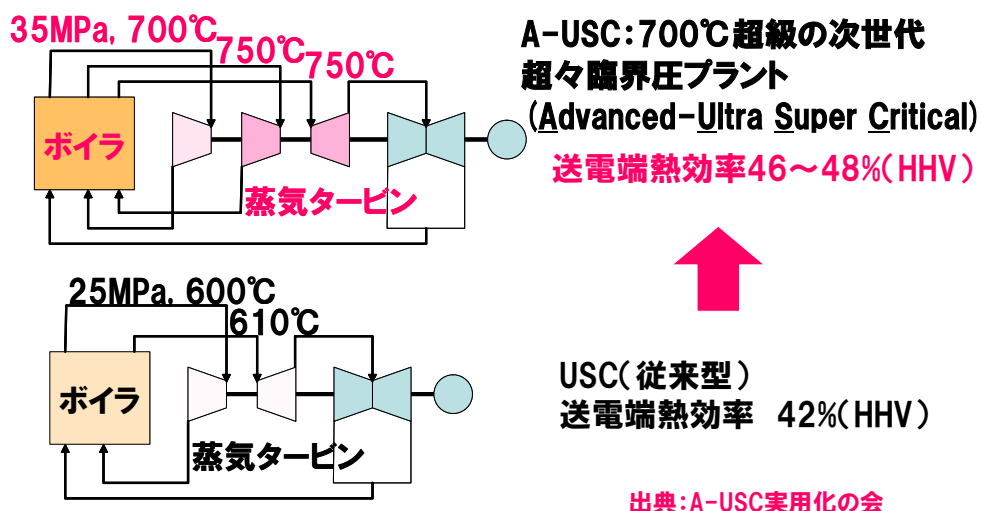 35MPa, 700℃
750℃
750℃
ボイラ
蒸気タービン
A-USC:700℃超級の次世代
超々臨界圧プラント
(Advanced-Ultra Super Critical)
送電端熱効率46～48%(HHV)
25MPa, 600℃
610℃
ボイラ
蒸気タービン
USC(従来型)
送電端熱効率 42%(HHV)
出典:A-USC実用化の会